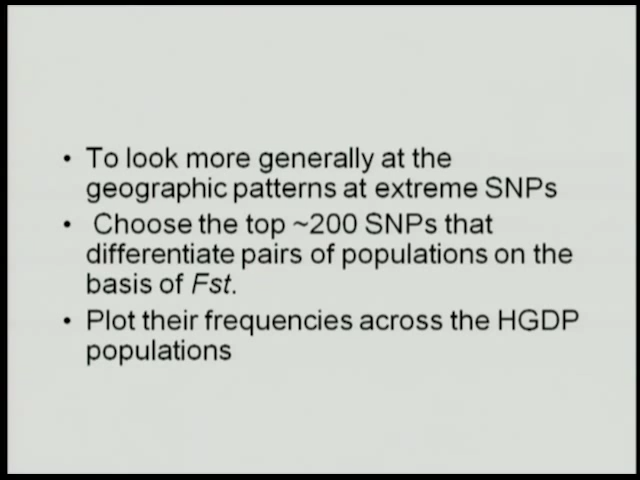 • To look more generally at the
geographic patterns at extreme SNPs
• Choose the top ~200 SNPs that
differentiate pairs of populations on the
basis of Fst.
• Plot their frequencies across the HGDP
populations